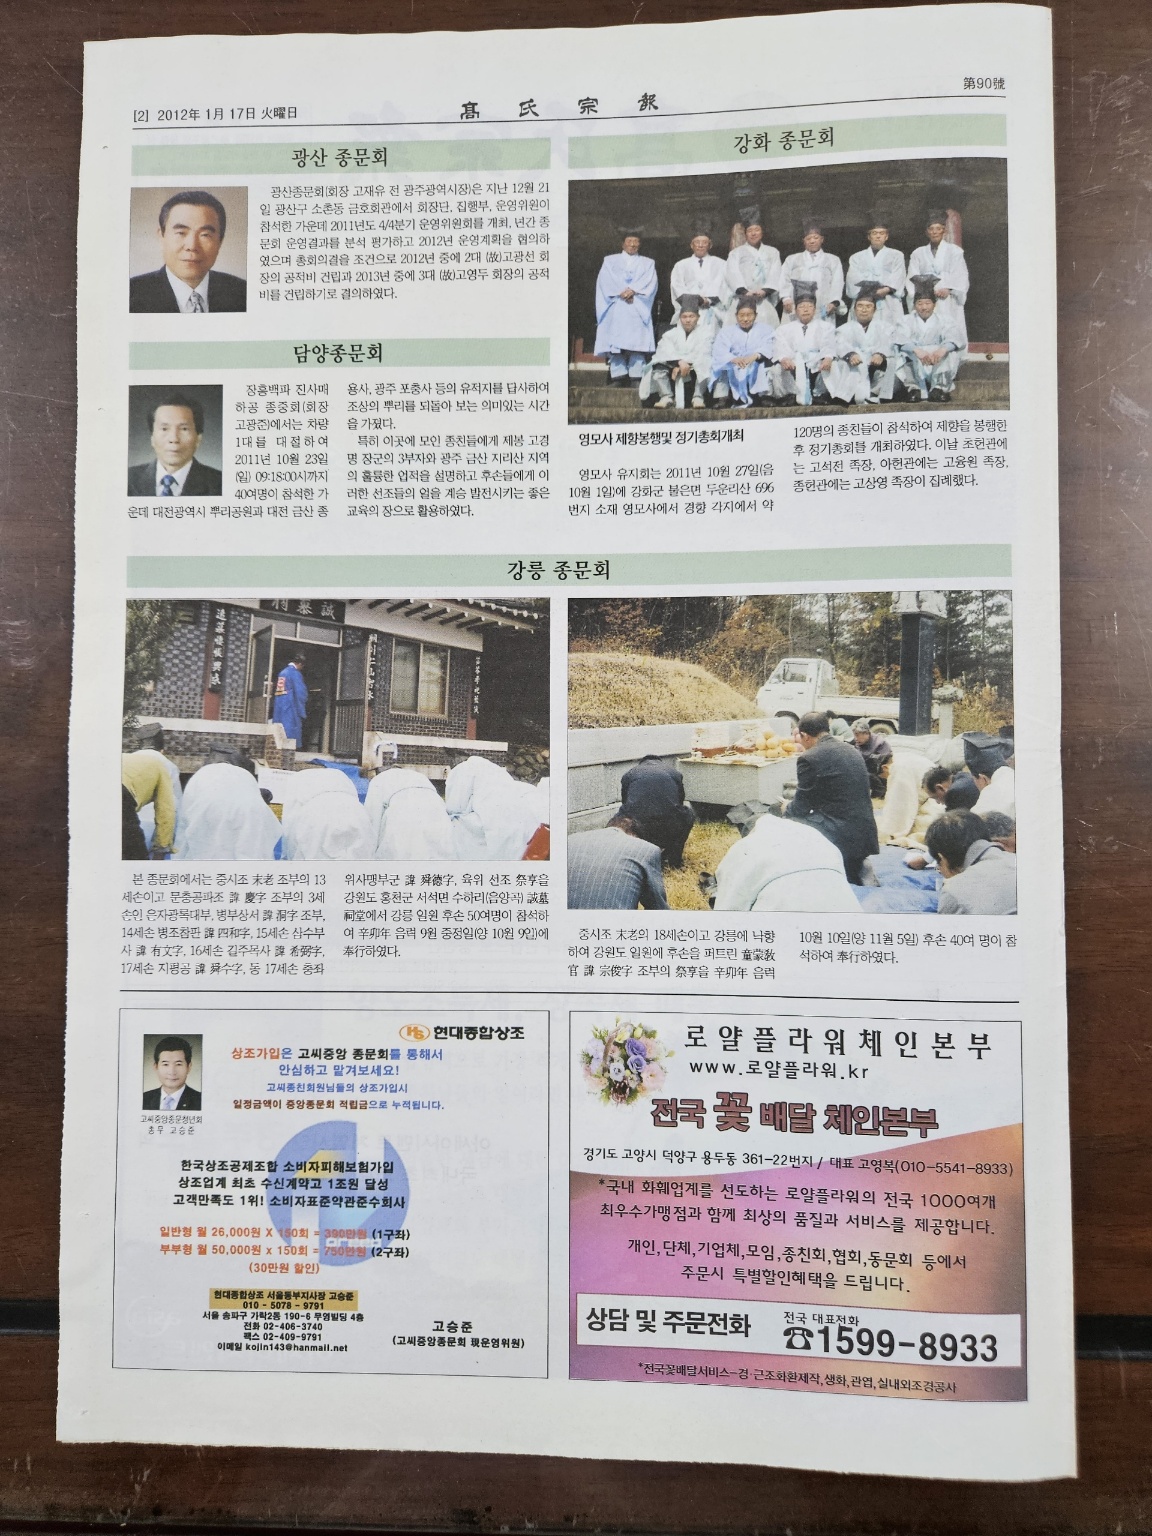 [2] 2012年 1月 17日 火曜日
高 氏 宗 報
第90號
광산 종문회
광산종문회(회장 고재유 전 광주광역시장)은 지난 12월 21
일 광산구 소촌동 금호회관에서 회장단, 집행부, 운영위원이
참석한 가운데 2011년도 4/4분기 운영위원회를 개최, 년간 종
문회 운영결과를 분석 평가하고 2012년 운영계획을 협의하
였으며 총회의결을 조건으로 2012년 중에 2대 (故)고광선 회
장의 공적비 건립과 2013년 중에 3대 (故)고영두 회장의 공적
비를 건립하기로 결의하였다.
담양종문회
장흥백파 진사매
하공 종중회(회장
고광준)에서는 차량
1대를 대절하여
2011년 10월 23일
(일) 09:18:00시까지
40여명이 참석한 가
운데 대전광역시 뿌리공원과 대전 금산 종
용사, 광주 포충사 등의 유적지를 답사하여
조상의 뿌리를 되돌아 보는 의미있는 시간
을 가졌다.
특히 이곳에 모인 종친들에게 제봉 고경
명 장군의 3부자와 광주 금산 지리산 지역
의 훌륭한 업적을 설명하고 후손들에게 이
러한 선조들의 얼을 계승 발전시키는 좋은
교육의 장으로 활용하였다.
강화 종문회
영모사 제향봉행및 정기총회개최
영모사 유지회는 2011년 10월 27일(음
10월 1일)에 강화군 불은면 두운리산 696
번지 소재 영모사에서 경향 각지에서 약
120명의 종친들이 참석하여 제향을 봉행한
후 정기총회를 개최하였다. 이날 초헌관에
는 고석전 족장, 아헌관에는 고융원 족장,
종헌관에는 고상영 족장이 집례했다.
강릉 종문회
본 종문회에서는 중시조 末老 조부의 13
세손이고 문충공파조 諱 慶字 조부의 3세
손인 은자광록대부, 병부상서 諱 洞字 조부,
14세손 병조참판 諱 四和字, 15세손 삼수부
사 諱 有文字, 16세손 길주목사 諱 希弼字,
17세손 지평공 諱 舜수字, 동 17세손 충좌
위사맹부군 諱 舜德字, 육위 선조 祭享을
강원도 홍천군 서석면 수하리(음양곡) 誠慕
祠堂에서 강릉 일원 후손 50여명이 참석하
여 辛卯年 음력 9월 중정일(양 10월 9일)에
奉行하였다.
중시조 末老의 18세손이고 강릉에 낙향
하여 강원도 일원에 후손을 퍼트린 童蒙敎
官 諱 宗俊字 조부의 祭享을 辛卯年 음력
10월 10일(양 11월 5일) 후손 40여 명이 참
석하여 奉行하였다.
HS 현대종합상조
상조가입은 고씨중앙 종문회를 통해서
안심하고 맡겨보세요!
고씨종친회원님들의 상조가입시
일정금액이 중앙종문회 적립금으로 누적됩니다.
고씨중앙종문청년회
총무 고승준
한국상조공제조합 소비자피해보험가입
상조업계 최초 수신계약고 1조원 달성
고객만족도 1위! 소비자표준약관준수회사
일반형 월 26,000원 X 150회 = 390만원 (1구좌)
부부형 월 50,000원 x 150회 = 750만원 (2구좌)
(30만원 할인)
현대종합상조 서울동부지사장 고승준
010 - 5078 - 9791
서울 송파구 가락2동 190-6 무영빌딩 4층
전화 02-406-3740
팩스 02-409-9791
이메일 kojin143@hanmail.net
고승준
(고씨중앙종문회 現운영위원)
로얄플라워체인본부
www.로얄플라워.kr
전국 꽃 배달 체인본부
경기도 고양시 덕양구 용두동 361-22번지 / 대표 고영복(010-5541-8933)
*국내 화훼업계를 선도하는 로얄플라워의 전국 1000여개
최우수가맹점과 함께 최상의 품질과 서비스를 제공합니다.
개인,단체,기업체,모임,종친회,협회,동문회 등에서
주문시 특별할인혜택을 드립니다.
상담 및 주문전화
전국 대표전화
☎1599-8933
*전국꽃배달서비스-경·근조화환제작,생화,관엽,실내외조경공사